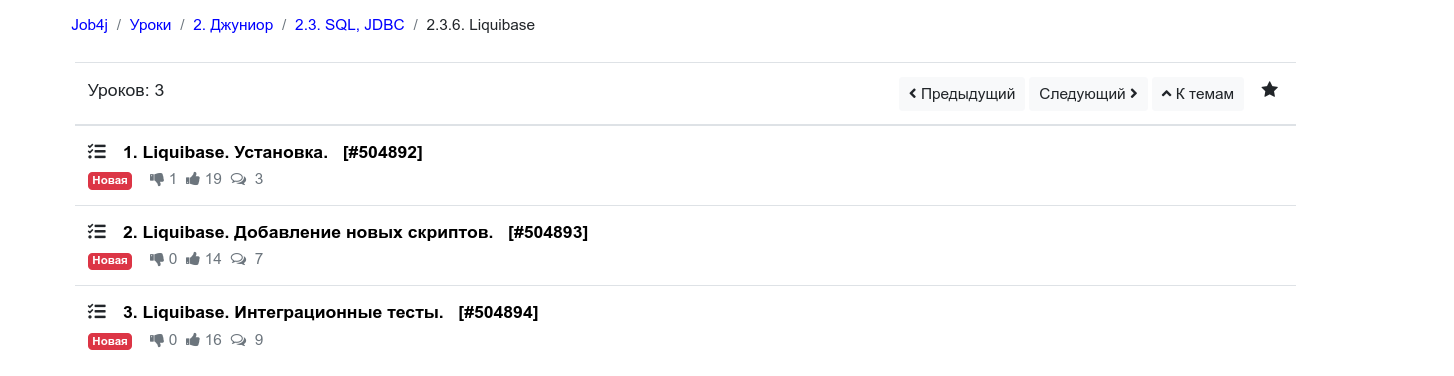 Job4j / Уроки / 2. Джуниор / 2.3. SQL, JDBC / 2.3.6. Liquibase
Уроков: 3 Предыдущий Следующий К темам
1. Liquibase. Установка. [#504892]
Новая 1 19 3
2. Liquibase. Добавление новых скриптов. [#504893]
Новая 0 14 7
3. Liquibase. Интеграционные тесты. [#504894]
Новая 0 16 9